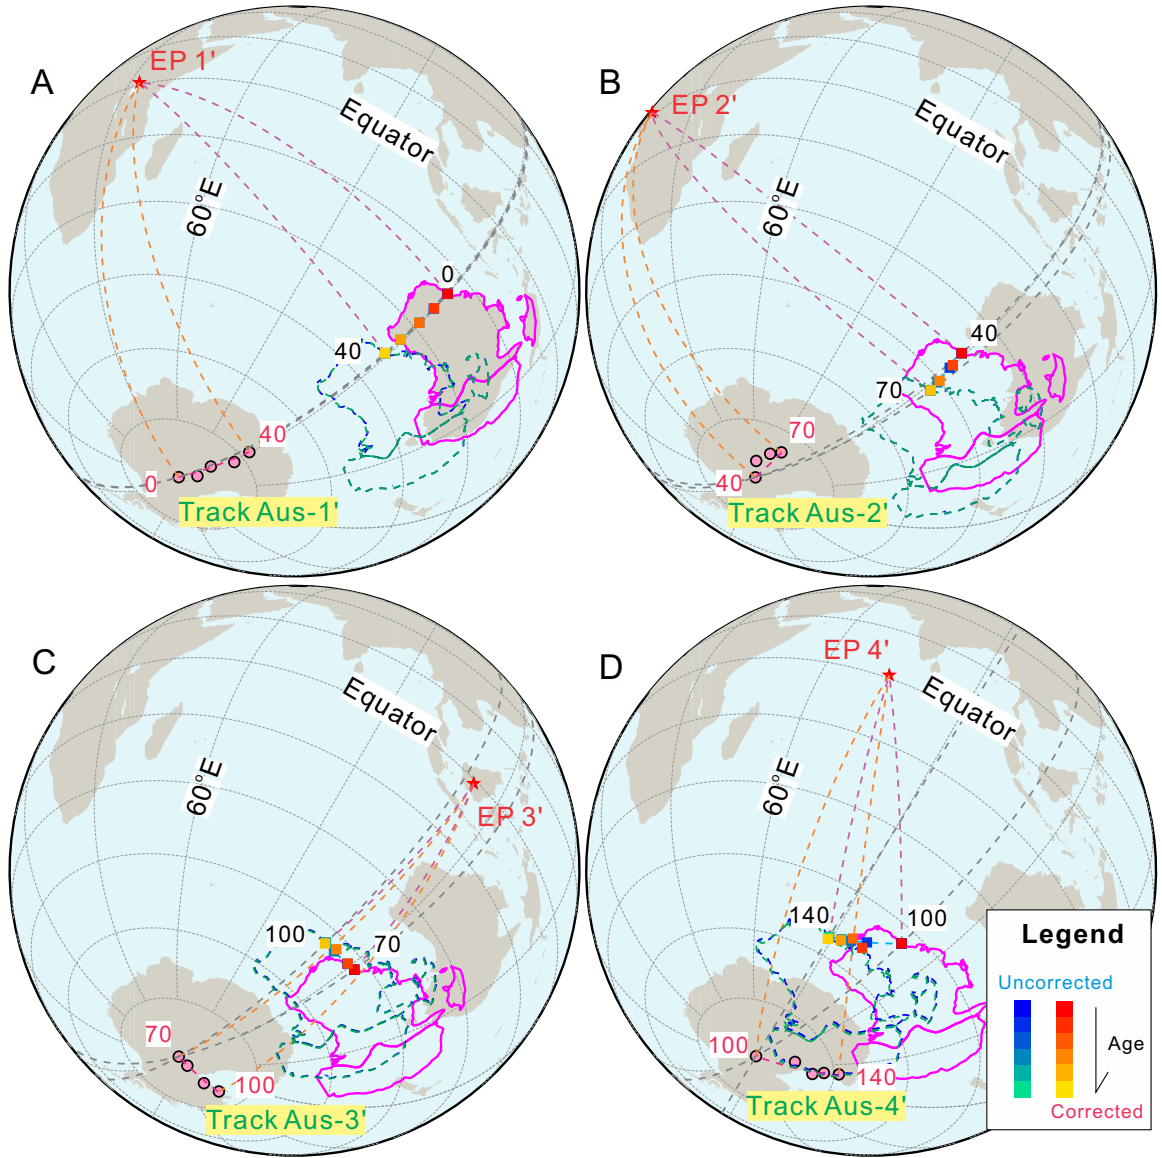 A
EP 1'
Equator
60°E
0
40
40
0
Track Aus-1'
B
EP 2'
Equator
60°E
40
70
70
40
Track Aus-2'
C
Equator
60°E
EP 3'
100
70
70
100
Track Aus-3'
D
EP 4'
Equator
60°E
140
100
100
140
Track Aus-4'
Legend
Uncorrected
Age
Corrected